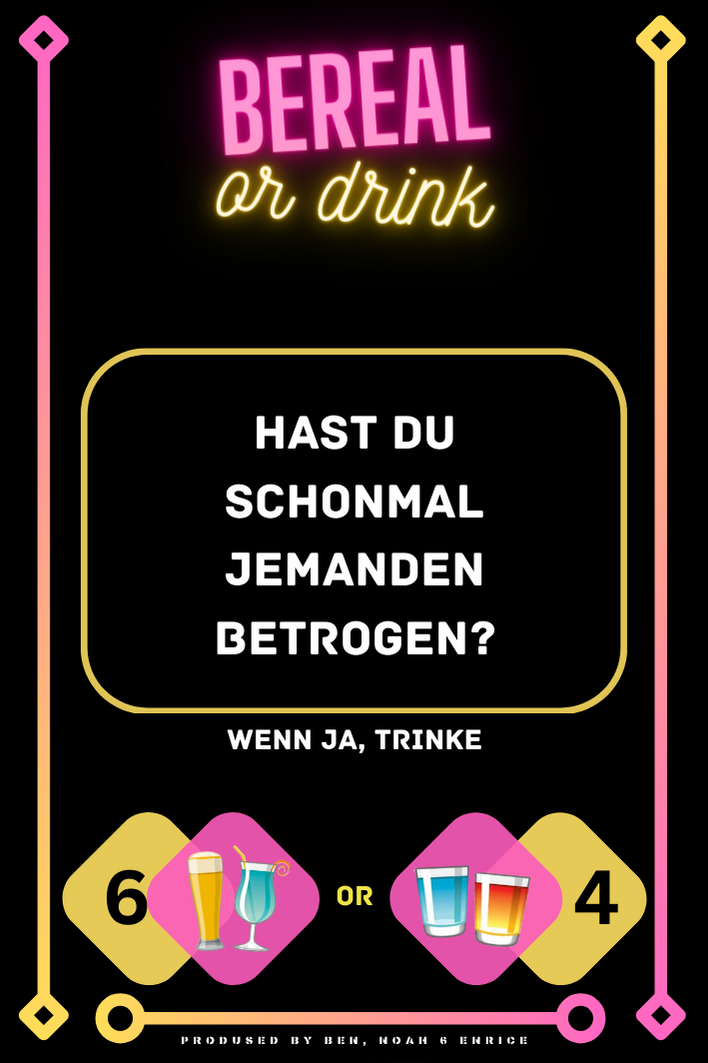 BEREAL
or drink
HAST DU
SCHONMAL
JEMANDEN
BETROGEN?
WENN JA, TRINKE
6 OR 4
PRODUSED BY BEN, NOAH 6 ENRICE